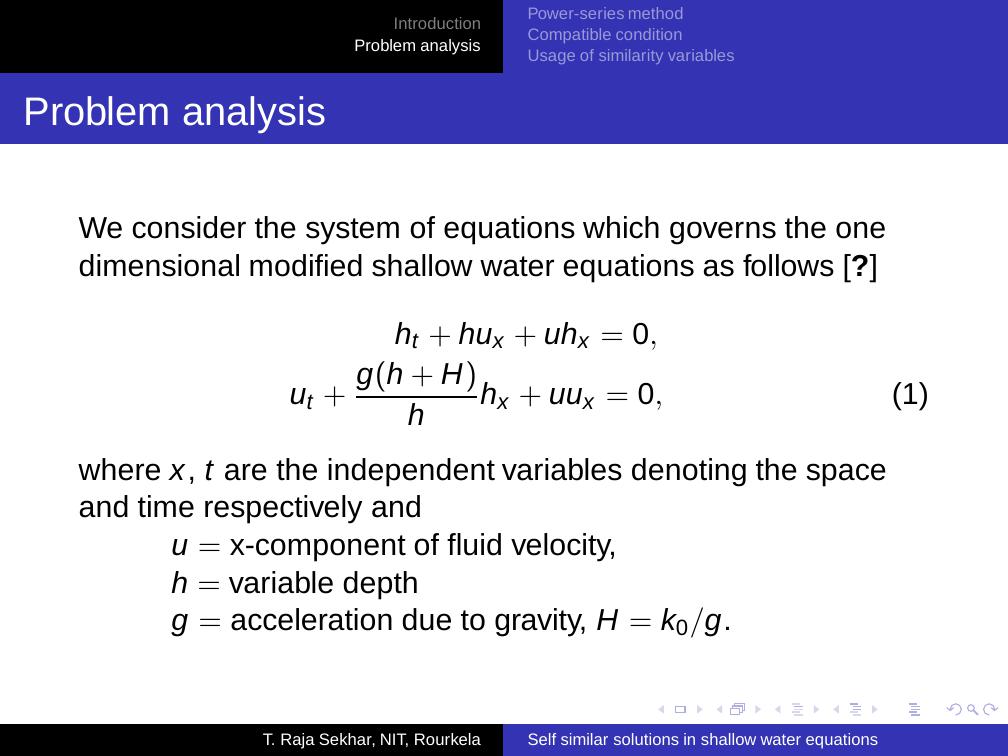 Introduction
Problem analysis
Power-series method
Compatible condition
Usage of similarity variables
Problem analysis
We consider the system of equations which governs the one
dimensional modified shallow water equations as follows [?]
h_t + hu_x + uh_x = 0,
u_t + \frac{g(h + H)}{h} h_x + uu_x = 0, (1)
where x, t are the independent variables denoting the space
and time respectively and
u = x-component of fluid velocity,
h = variable depth
g = acceleration due to gravity, H = k_0/g.
T. Raja Sekhar, NIT, Rourkela
Self similar solutions in shallow water equations